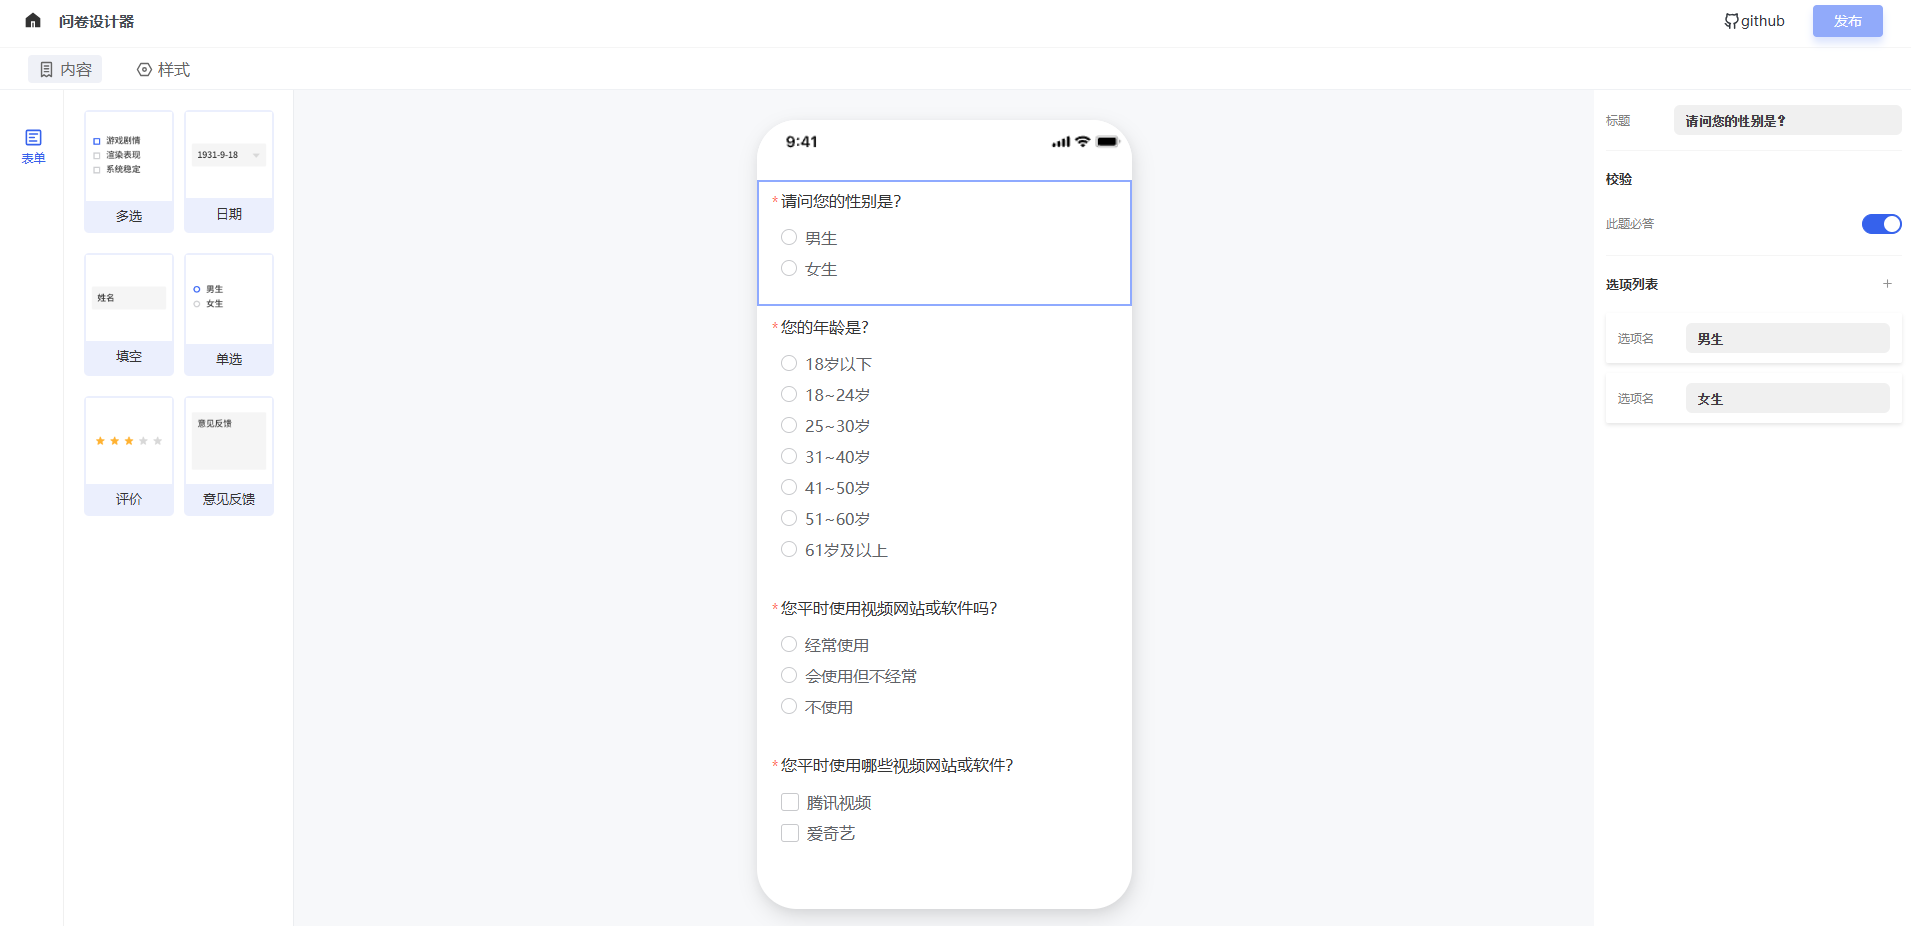 问卷设计器
github
发布
内容
样式
表单
游戏剧情
渲染表现
系统稳定
多选
1931-9-18
日期
姓名
填空
男生
女生
单选
评价
意见反馈
意见反馈
9:41
*请问您的性别是?
男生
女生
*您的年龄是?
18岁以下
18~24岁
25~30岁
31~40岁
41~50岁
51~60岁
61岁及以上
*您平时使用视频网站或软件吗?
经常使用
会使用但不经常
不使用
*您平时使用哪些视频网站或软件?
腾讯视频
爱奇艺
标题
请问您的性别是?
校验
此题必答
选项列表
+
选项名
男生
选项名
女生